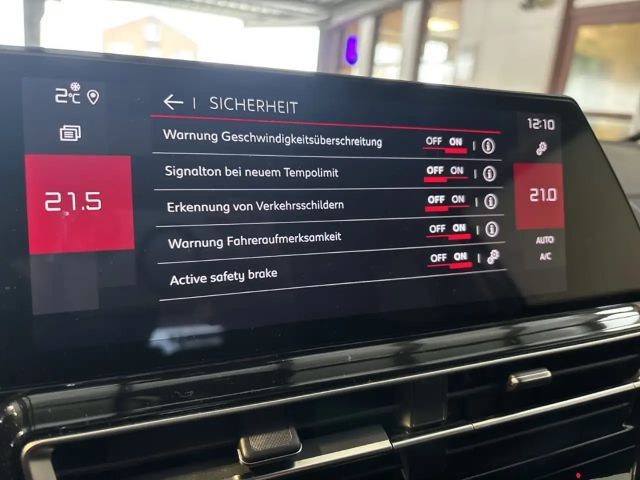 2°C
← | SICHERHEIT
12:10
Warnung Geschwindigkeitsüberschreitung OFF ON | i
Signalton bei neuem Tempolimit OFF ON | i
21.5
21.0
Erkennung von Verkehrsschildern OFF ON | i
Warnung Fahreraufmerksamkeit OFF ON | i
AUTO
Active safety brake OFF ON |
A/C